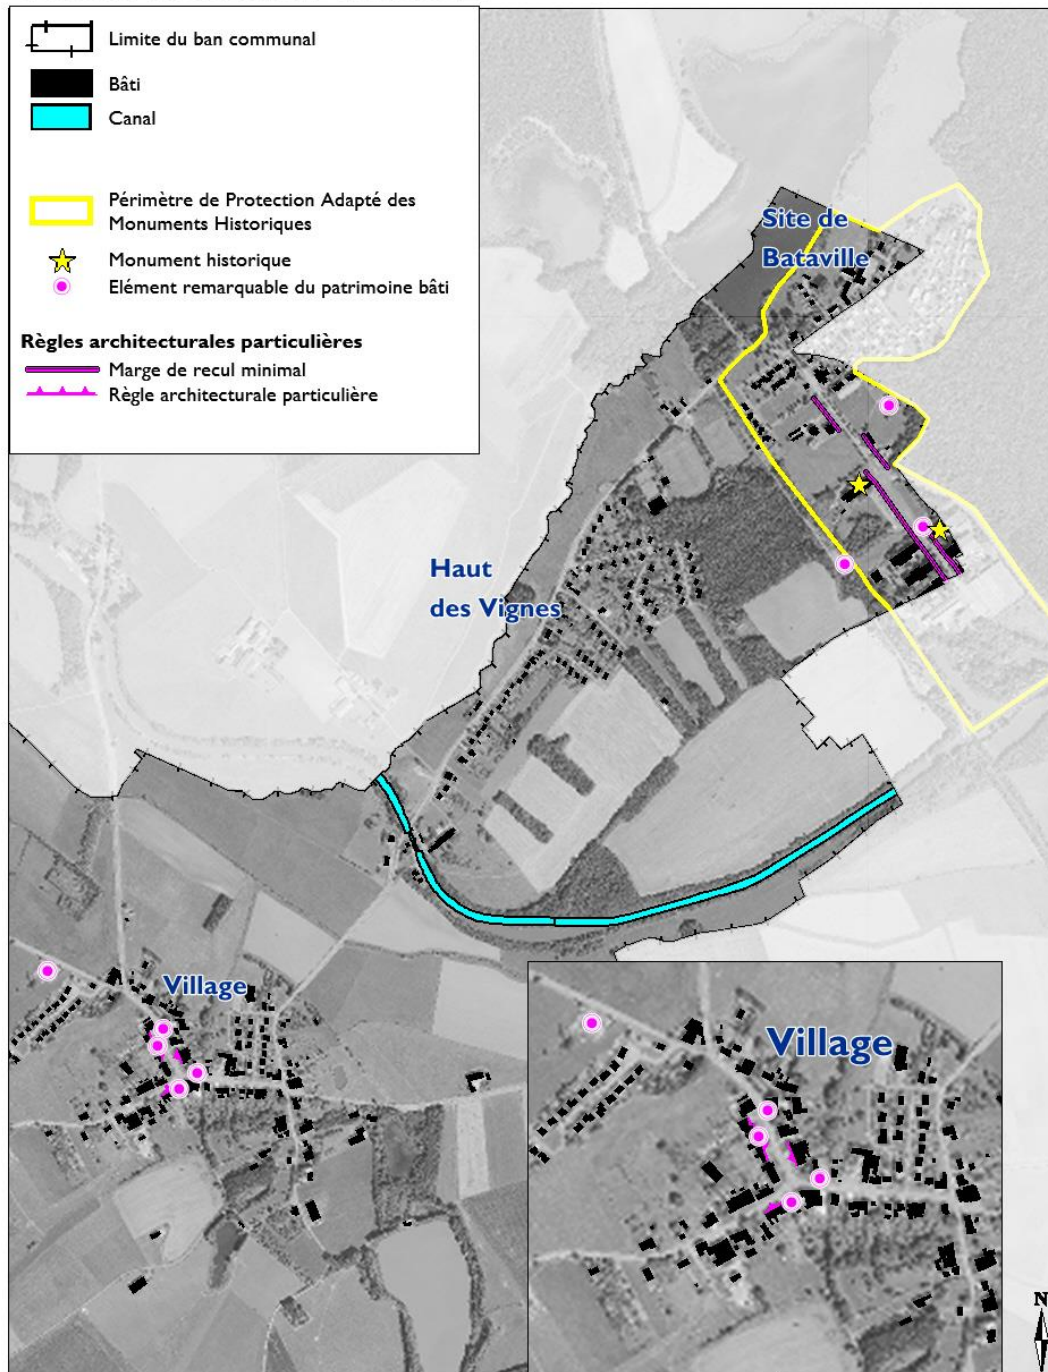 Limite du ban communal
Bâti
Canal
Périmètre de Protection Adapté des
Monuments Historiques
Monument historique
Elément remarquable du patrimoine bâti
Règles architecturales particulières
Marge de recul minimal
Règle architecturale particulière
Site de
Bataville
Haut
des Vignes
Village
Village
N